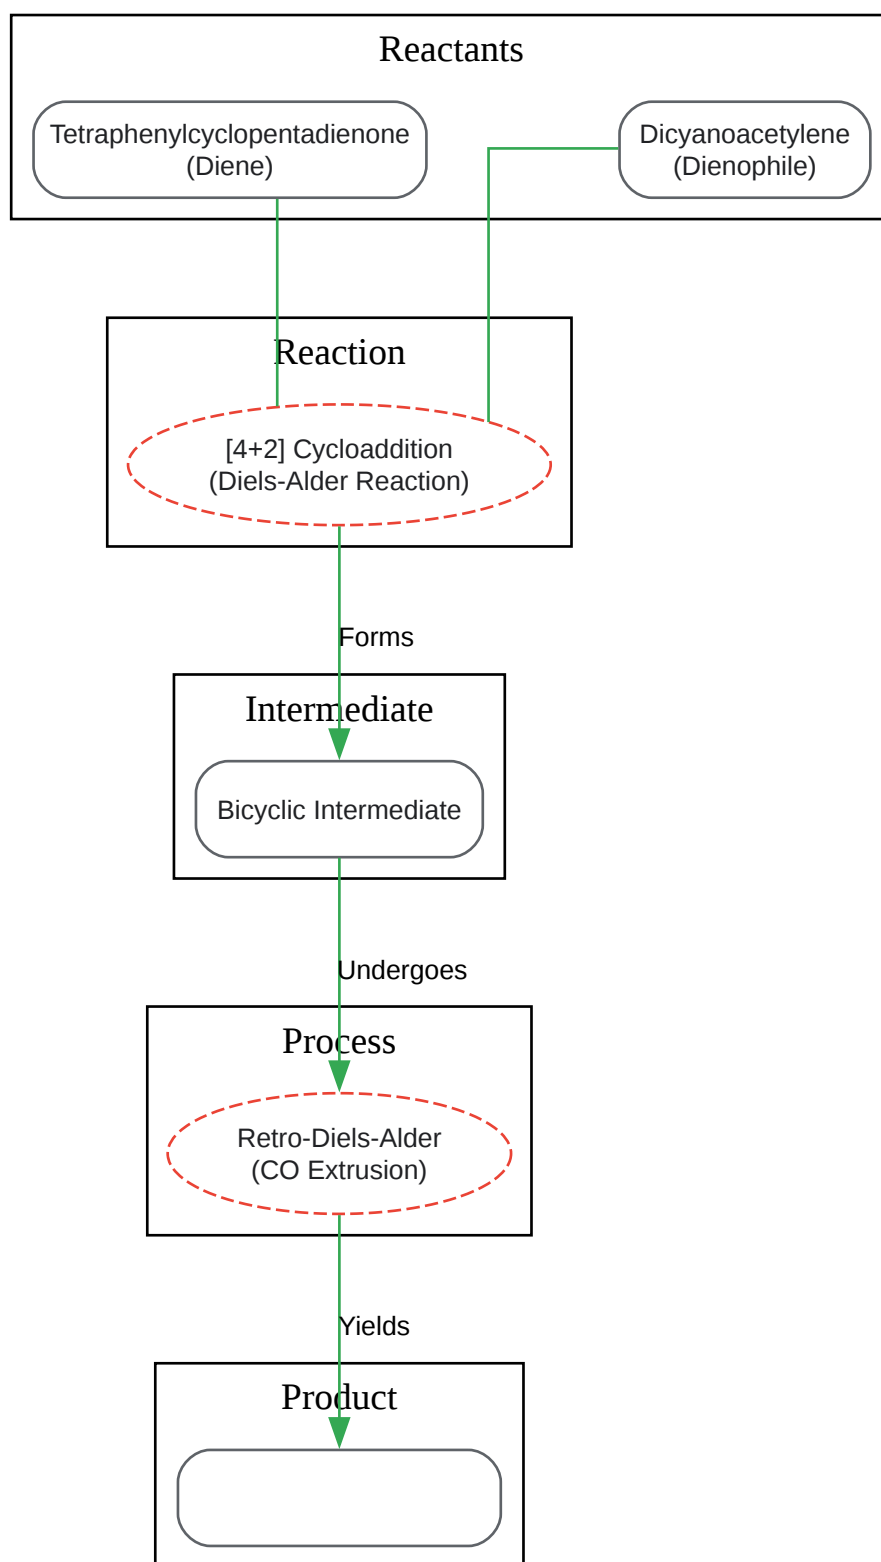 Reactants
Tetraphenylcyclopentadienone
(Diene)
Dicyanoacetylene
(Dienophile)
Reaction
[4+2] Cycloaddition
(Diels-Alder Reaction)
Forms
Intermediate
Bicyclic Intermediate
Undergoes
Process
Retro-Diels-Alder
(CO Extrusion)
Yields
Product